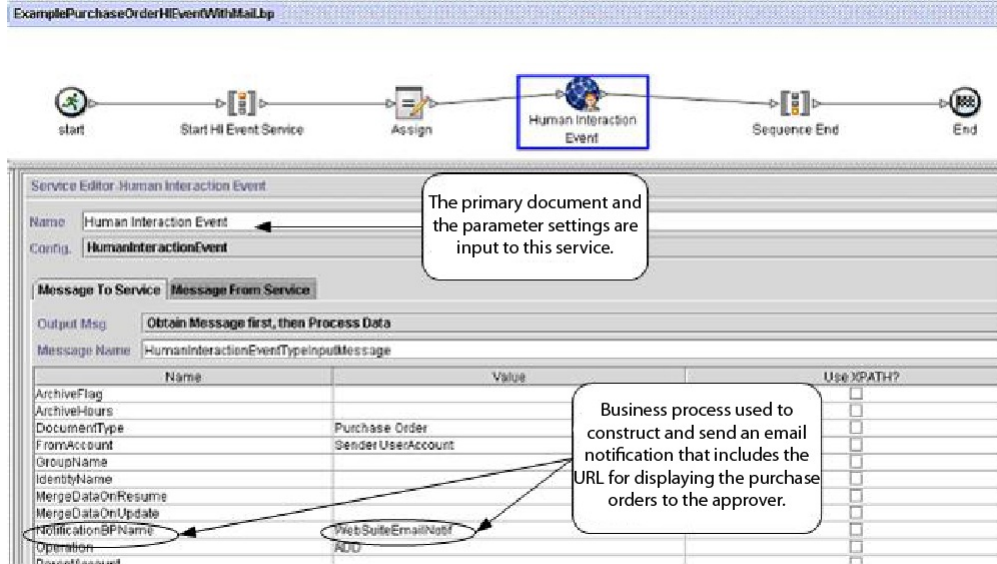 ExamplePurchaseOrderHIEventWithMail.bp
start
Start HI Event Service
Assign
Human Interaction
Event
Sequence End
End
Service Editor-Human Interaction Event
Name Human Interaction Event
Config. HumanInteractionEvent
The primary document and
the parameter settings are
input to this service.
Message To Service Message From Service
Output Msg Obtain Message first, then Process Data
Message Name HumanInteractionEventTypeInputMessage
Name Value Use XPATH?
ArchiveFlag
ArchiveHours
DocumentType Purchase Order
FromAccount SenderUserAccount
GroupName
IdentityName
MergeDataOnResume
MergeDataOnUpdate
NotificationBPName WebSuiteEmailNotif
Operation ADD
ParentAccount
Business process used to
construct and send an email
notification that includes the
URL for displaying the purchase
orders to the approver.